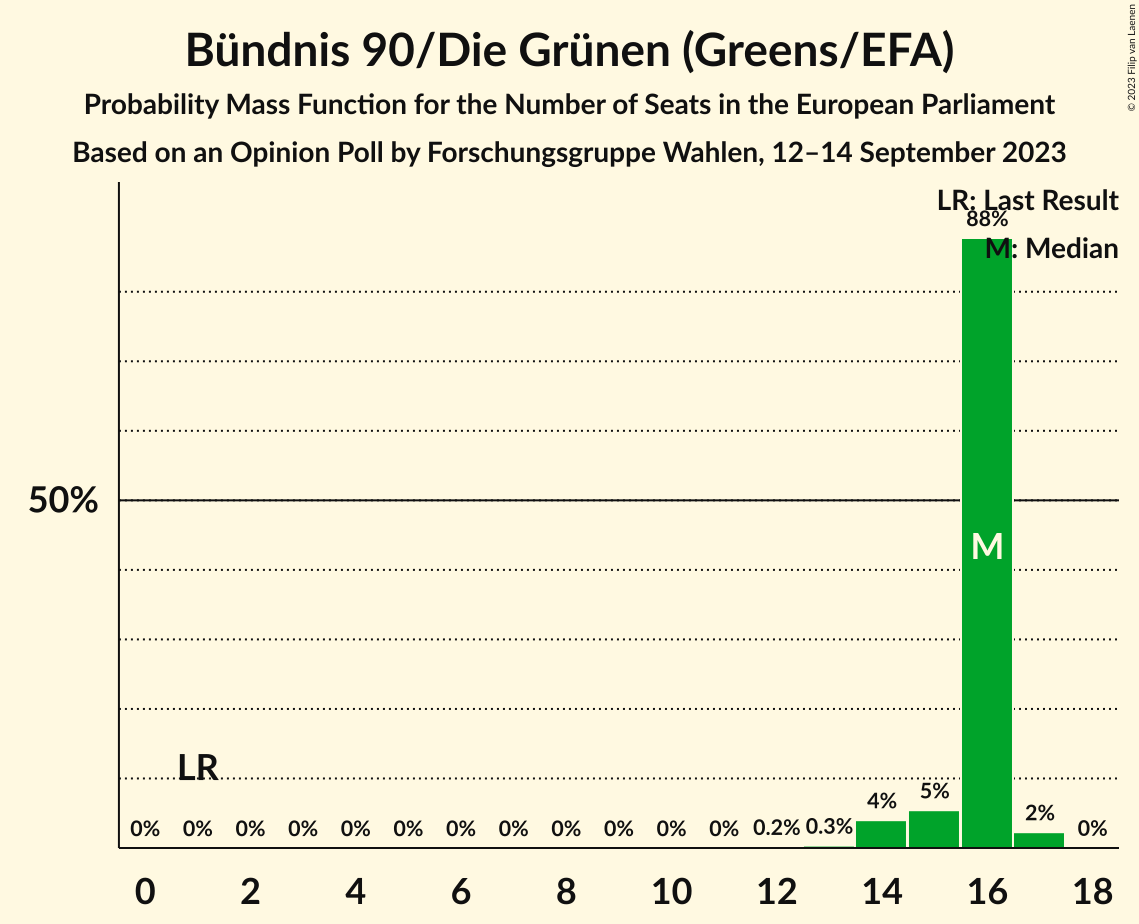 Bündnis 90/Die Grünen (Greens/EFA)
Probability Mass Function for the Number of Seats in the European Parliament
Based on an Opinion Poll by Forschungsgruppe Wahlen, 12–14 September 2023
© 2023 Filip van Laenen
LR: Last Result
88%
M: Median
50%
M
LR
0% 0% 0% 0% 0% 0% 0% 0% 0% 0% 0% 0% 0.2% 0.3% 4% 5% 2% 0%
0 2 4 6 8 10 12 14 16 18